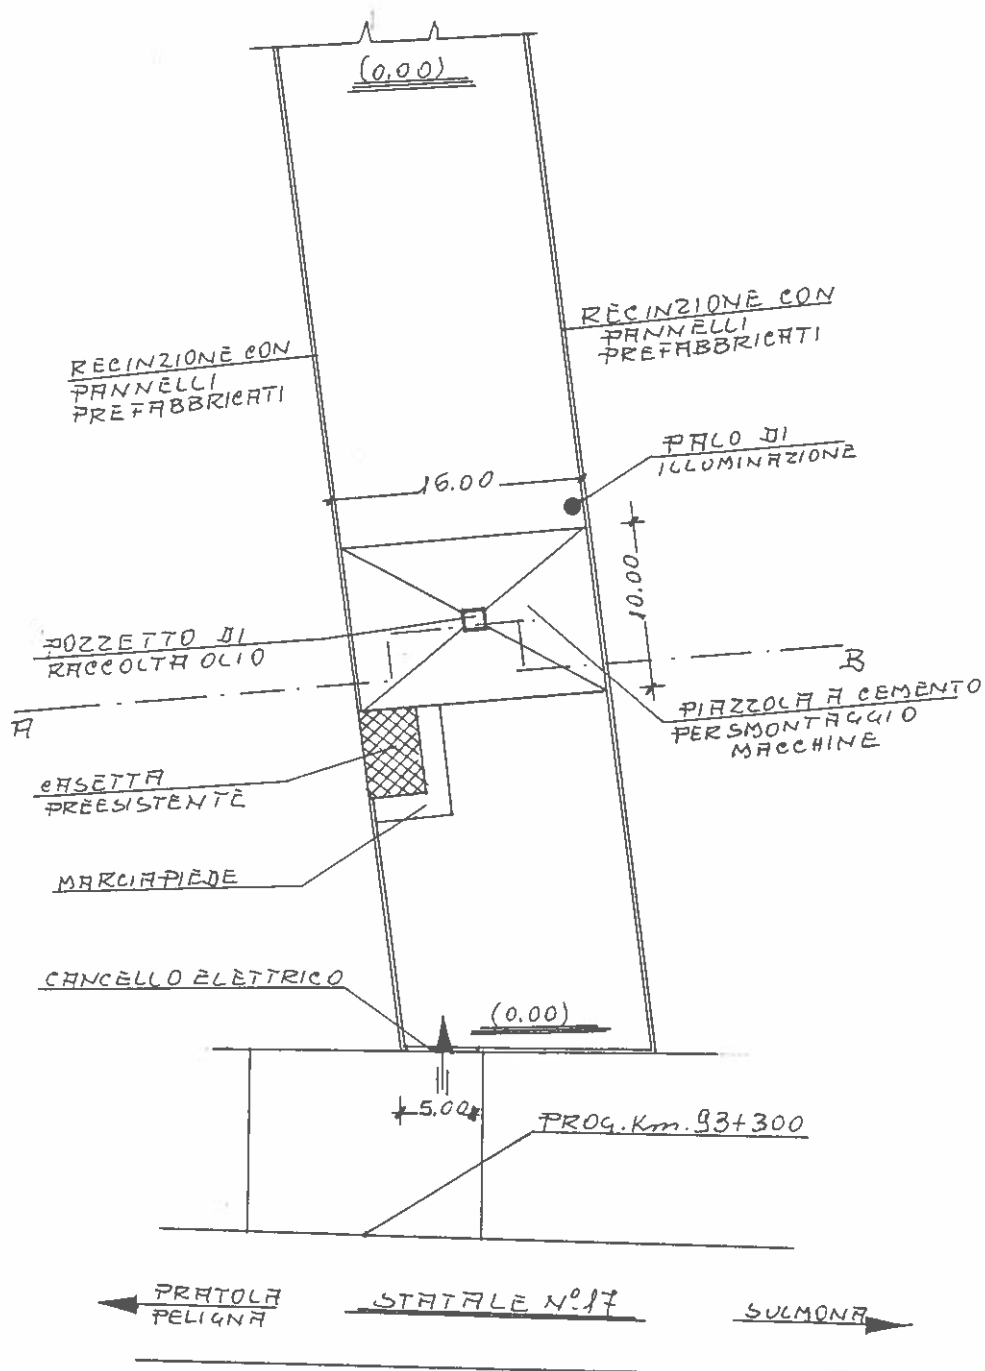 (0,00)
RECINZIONE CON
PANNELLI
PREFABBRICATI
RECINZIONE CON
PANNELLI
PREFABBRICATI
PALO DI
ILLUMINAZIONE
16.00
10.00
POZZETTO DI
RACCOLTA OLIO
A
B
PIAZZOLA A CEMENTO
PER SMONTAGGIO
MACCHINE
CASETTA
PREESISTENTE
MARCIAPIEDE
CANCELLO ELETTRICO
(0.00)
5.00
PROG. Km. 93+300
PRATOLA
PELIGNA
STATALE N° 17
SULMONA